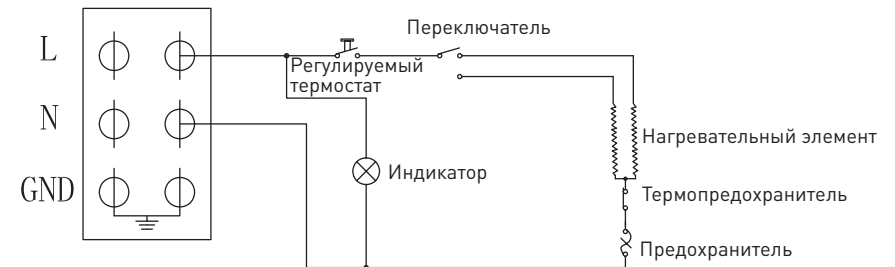 Переключатель
L
Регулируемый
термостат
N
Нагревательный элемент
Индикатор
GND
Термопредохранитель
Предохранитель